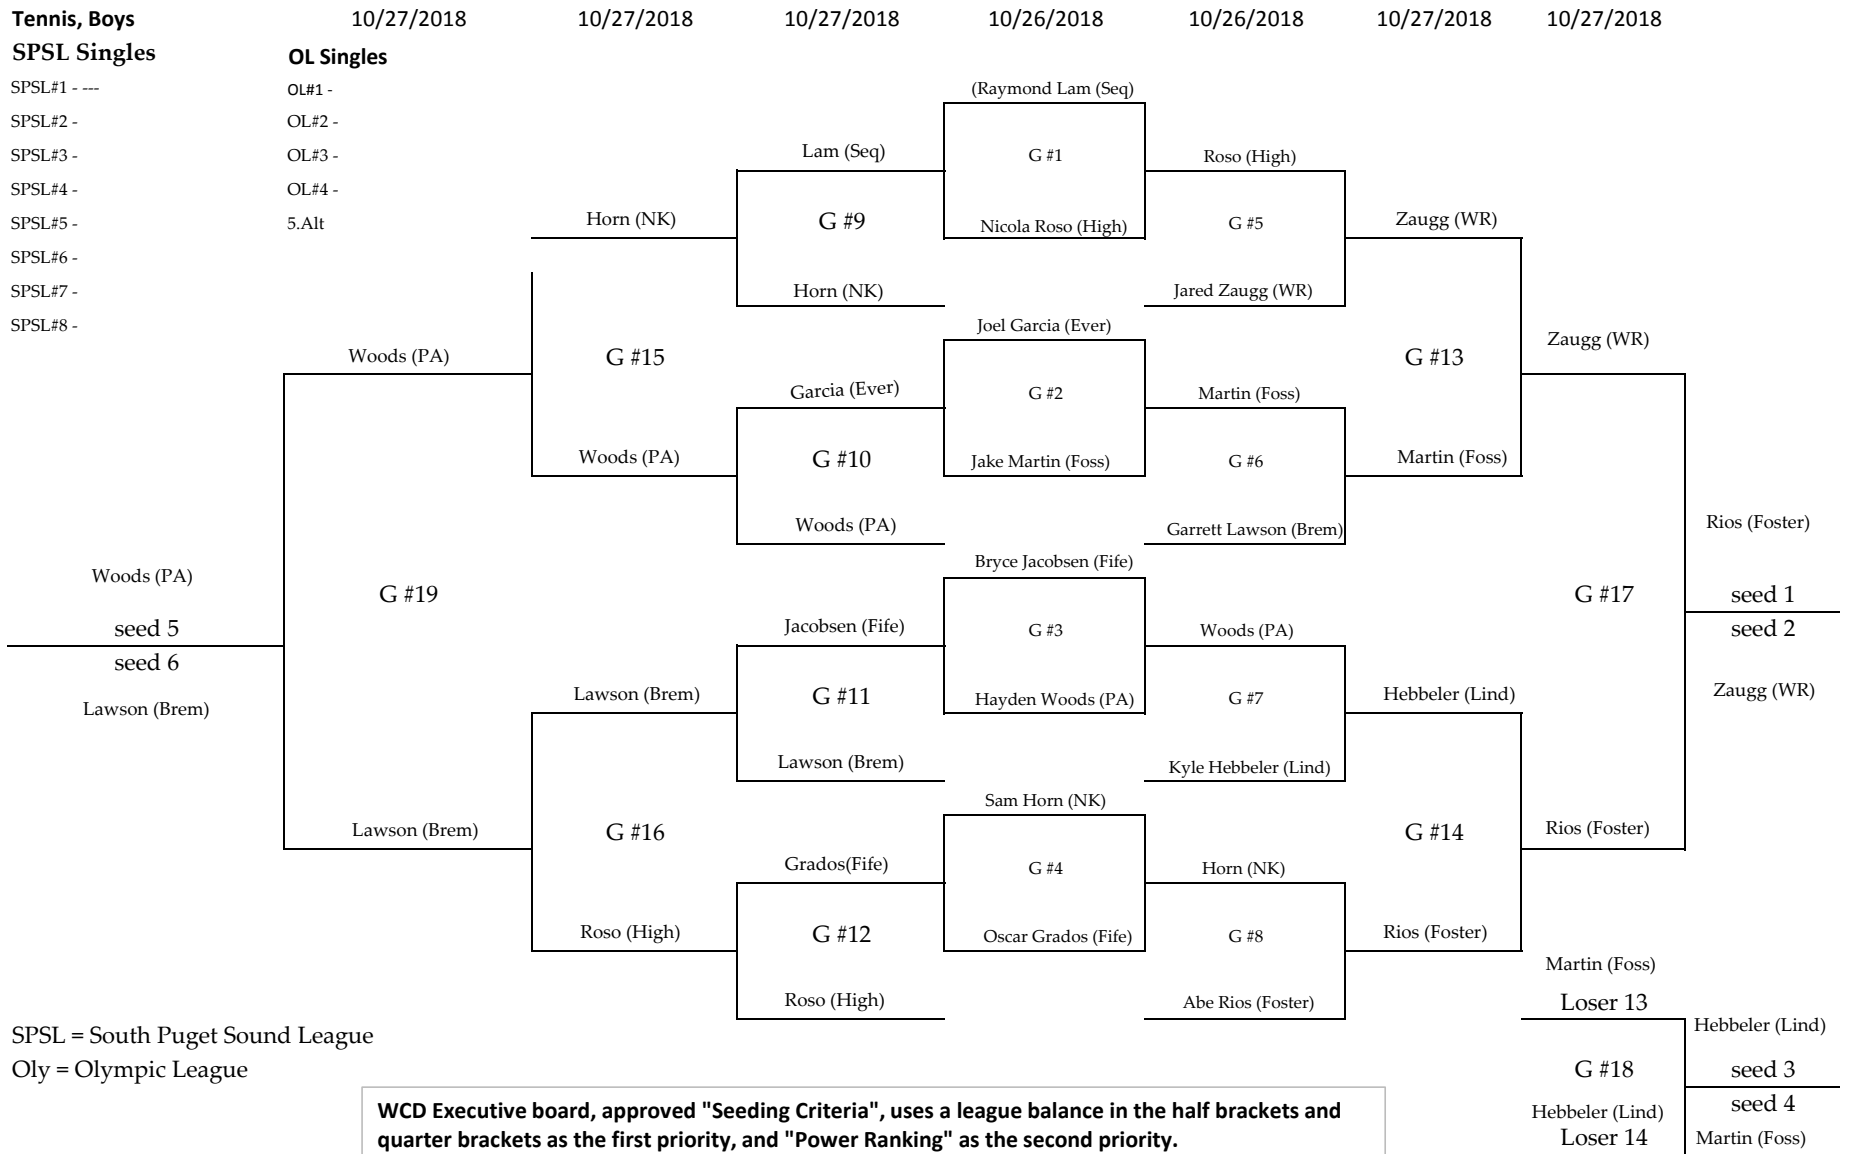 Tennis, Boys 10/27/2018 10/27/2018 10/27/2018 10/26/2018 10/26/2018 10/27/2018 10/27/2018
SPSL Singles OL Singles
SPSL#1 - --- OL#1 - (Raymond Lam (Seq)
SPSL#2 - OL#2 -
SPSL#3 - OL#3 - Lam (Seq) G #1 Roso (High)
SPSL#4 - OL#4 -
SPSL#5 - 5.Alt Horn (NK) G #9 Nicola Roso (High) G #5 Zaugg (WR)
SPSL#6 -
SPSL#7 - Horn (NK) Jared Zaugg (WR)
SPSL#8 - Joel Garcia (Ever)
Zaugg (WR)
Woods (PA) G #15 G #13
Garcia (Ever) G #2 Martin (Foss)
Woods (PA) G #10 Jake Martin (Foss) G #6 Martin (Foss)
Woods (PA) Garrett Lawson (Brem) Rios (Foster)
Bryce Jacobsen (Fife)
Woods (PA) G #19 G #17 seed 1
seed 5 Jacobsen (Fife) G #3 Woods (PA) seed 2
seed 6
Lawson (Brem) Lawson (Brem) G #11 Hayden Woods (PA) G #7 Hebbeler (Lind) Zaugg (WR)
Lawson (Brem) Kyle Hebbeler (Lind)
Sam Horn (NK)
Lawson (Brem) G #16 G #14 Rios (Foster)
Grados(Fife) G #4 Horn (NK)
Roso (High) G #12 Oscar Grados (Fife) G #8 Rios (Foster)
Martin (Foss)
Roso (High) Abe Rios (Foster) Loser 13
SPSL = South Puget Sound League Hebbeler (Lind)
Oly = Olympic League G #18 seed 3
seed 4
WCD Executive board, approved "Seeding Criteria", uses a league balance in the half brackets and Hebbeler (Lind)
quarter brackets as the first priority, and "Power Ranking" as the second priority. Loser 14 Martin (Foss)